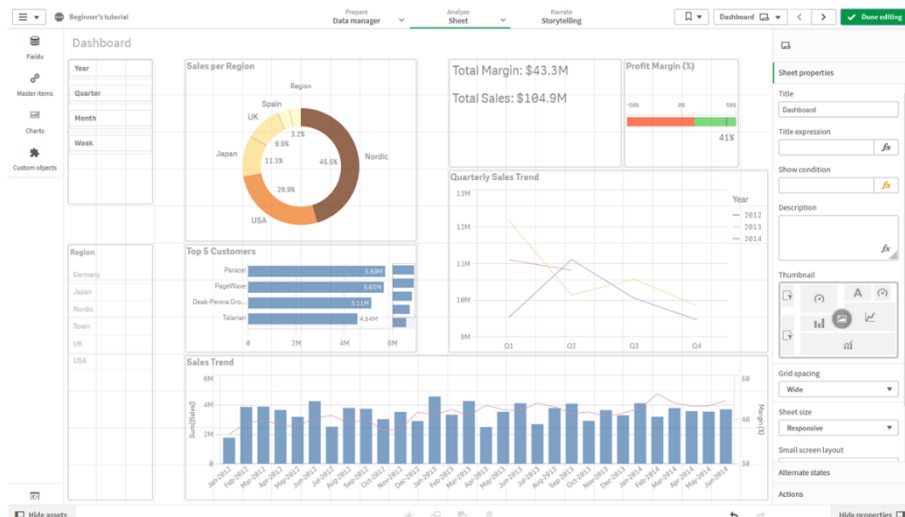 Beginner's tutorial
Prepare
Data manager
Analyze
Sheet
Narrate
Storytelling
Dashboard
Done editing
Fields
Master items
Charts
Custom objects
Dashboard
Year
Quarter
Month
Week
Region
Germany
Japan
Nordic
Spain
UK
USA
Sales per Region
Region
Spain
UK
Japan
USA
Nordic
3.2%
9.9%
11.3%
45.5%
Total Margin: $43.3M
Total Sales: $104.9M
Profit Margin (%)
-50% 0% 50%
41%
Top 5 Customers
Paracel
PageWave
Deak-Perera Gro...
Talarian
5.69M
5.63M
5.11M
4.54M
0 2M 4M 6M
Quarterly Sales Trend
13M
12M
11M
10M
9M
Q1 Q2 Q3 Q4
Year
2012
2013
2014
Sales Trend
Sum([Sales])
6M
4M
2M
0
Margin (%)
50
40
30
Jan-2012 Feb-2012 Mar-2012 Apr-2012 May-2012 Jun-2012 Jul-2012 Aug-2012 Sep-2012 Oct-2012 Nov-2012 Dec-2012 Jan-2013 Feb-2013 Mar-2013 Apr-2013 May-2013 Jun-2013 Jul-2013 Aug-2013 Sep-2013 Oct-2013 Nov-2013 Dec-2013 Jan-2014 Feb-2014 Mar-2014 Apr-2014 May-2014 Jun-2014
Sheet properties
Title
Dashboard
Title expression
fx
Show condition
fx
Description
fx
Thumbnail
A
Grid spacing
Wide
Sheet size
Responsive
Small screen layout
Alternate states
Actions
Hide assets
Hide properties